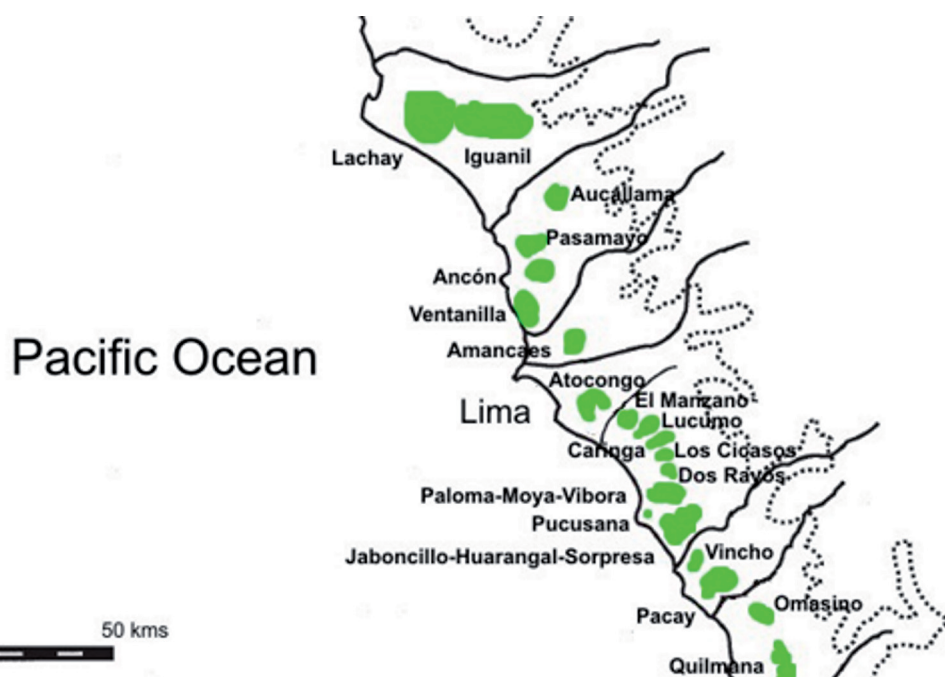 Lachay
Iguanil
Aucallama
Pasamayo
Ancón
Ventanilla
Amancaes
Pacific Ocean
Atocongo
El Manzano
Lima
Lucumo
Caringa
Los Cicasos
Dos Rayos
Paloma-Moya-Vibora
Pucusana
Jaboncillo-Huarangal-Sorpresa
Vincho
Omasino
Pacay
50 kms
Quilmana